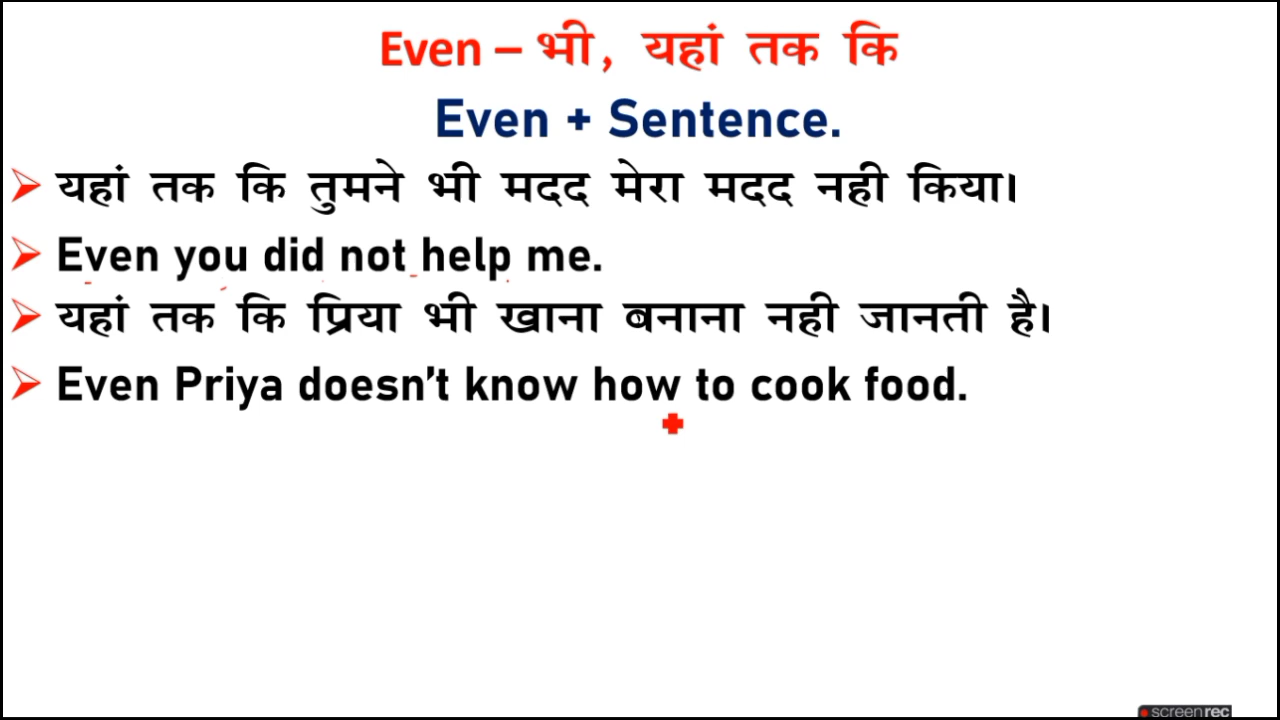 Even – भी, यहां तक कि
Even + Sentence.
यहां तक कि तुमने भी मदद मेरा मदद नही किया।
Even you did not help me.
यहां तक कि प्रिया भी खाना बनाना नही जानती है।
Even Priya doesn't know how to cook food.
screenrec